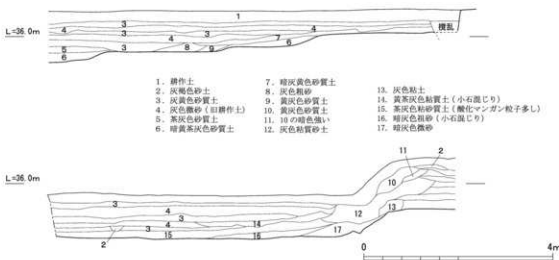 1
3
4
3
4
3
4
7
6
5
6
3
8
9
攪乱
L=36.0m
1. 耕作土
2. 灰褐色砂土
3. 灰黄色砂質土
4. 灰色微砂(旧耕作土)
5. 茶灰色砂質土
6. 暗黄茶灰色砂質土
7. 暗灰黄色砂質土
8. 灰色粗砂
9. 黄灰色砂質土
10. 黄灰色砂質土
11. 10の暗色強い
12. 灰色粘質砂土
13. 灰色粘土
14. 黄茶灰色粘質土(小石混じり)
15. 茶灰色粘砂質土(酸化マンガン粒子多し)
16. 暗灰色粗砂(小石混じり)
17. 暗灰色微砂
L=36.0m
11
2
10
3
4
3
4
3
12
13
14
2
15
16
17
0
4m